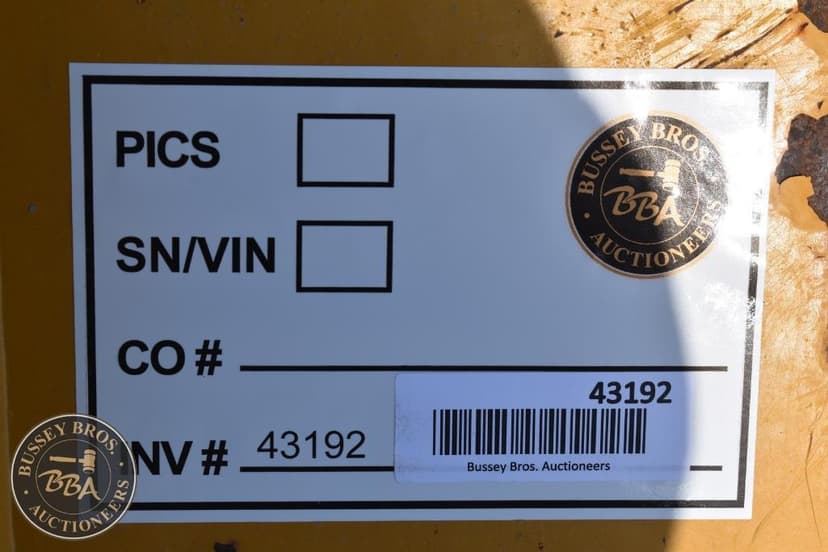 PICS
BUSSEY BROS.
BBA
AUCTIONEERS
SN/VIN
CO #
43192
INV # 43192
Bussey Bros. Auctioneers
BUSSEY BROS.
BBA
AUCTIONEERS